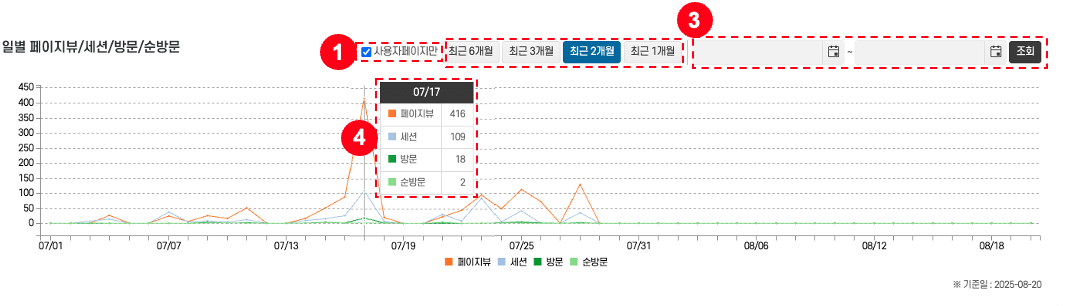 3
일별 페이지뷰/세션/방문/순방문
1
사용자페이지만
최근 6개월
최근 3개월
최근 2개월
최근 1개월
~
조회
450
400
350
300
250
200
150
100
50
0
07/17
페이지뷰 416
4
세션 109
방문 18
순방문 2
07/01 07/07 07/13 07/19 07/25 07/31 08/06 08/12 08/18
페이지뷰 세션 방문 순방문
※ 기준일 : 2025-08-20